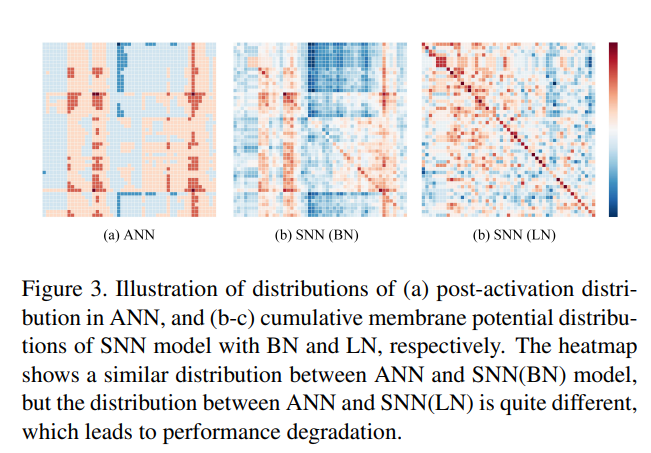 (a) ANN
(b) SNN (BN)
(b) SNN (LN)
Figure 3. Illustration of distributions of (a) post-activation distri-
bution in ANN, and (b-c) cumulative membrane potential distribu-
tions of SNN model with BN and LN, respectively. The heatmap
shows a similar distribution between ANN and SNN(BN) model,
but the distribution between ANN and SNN(LN) is quite different,
which leads to performance degradation.